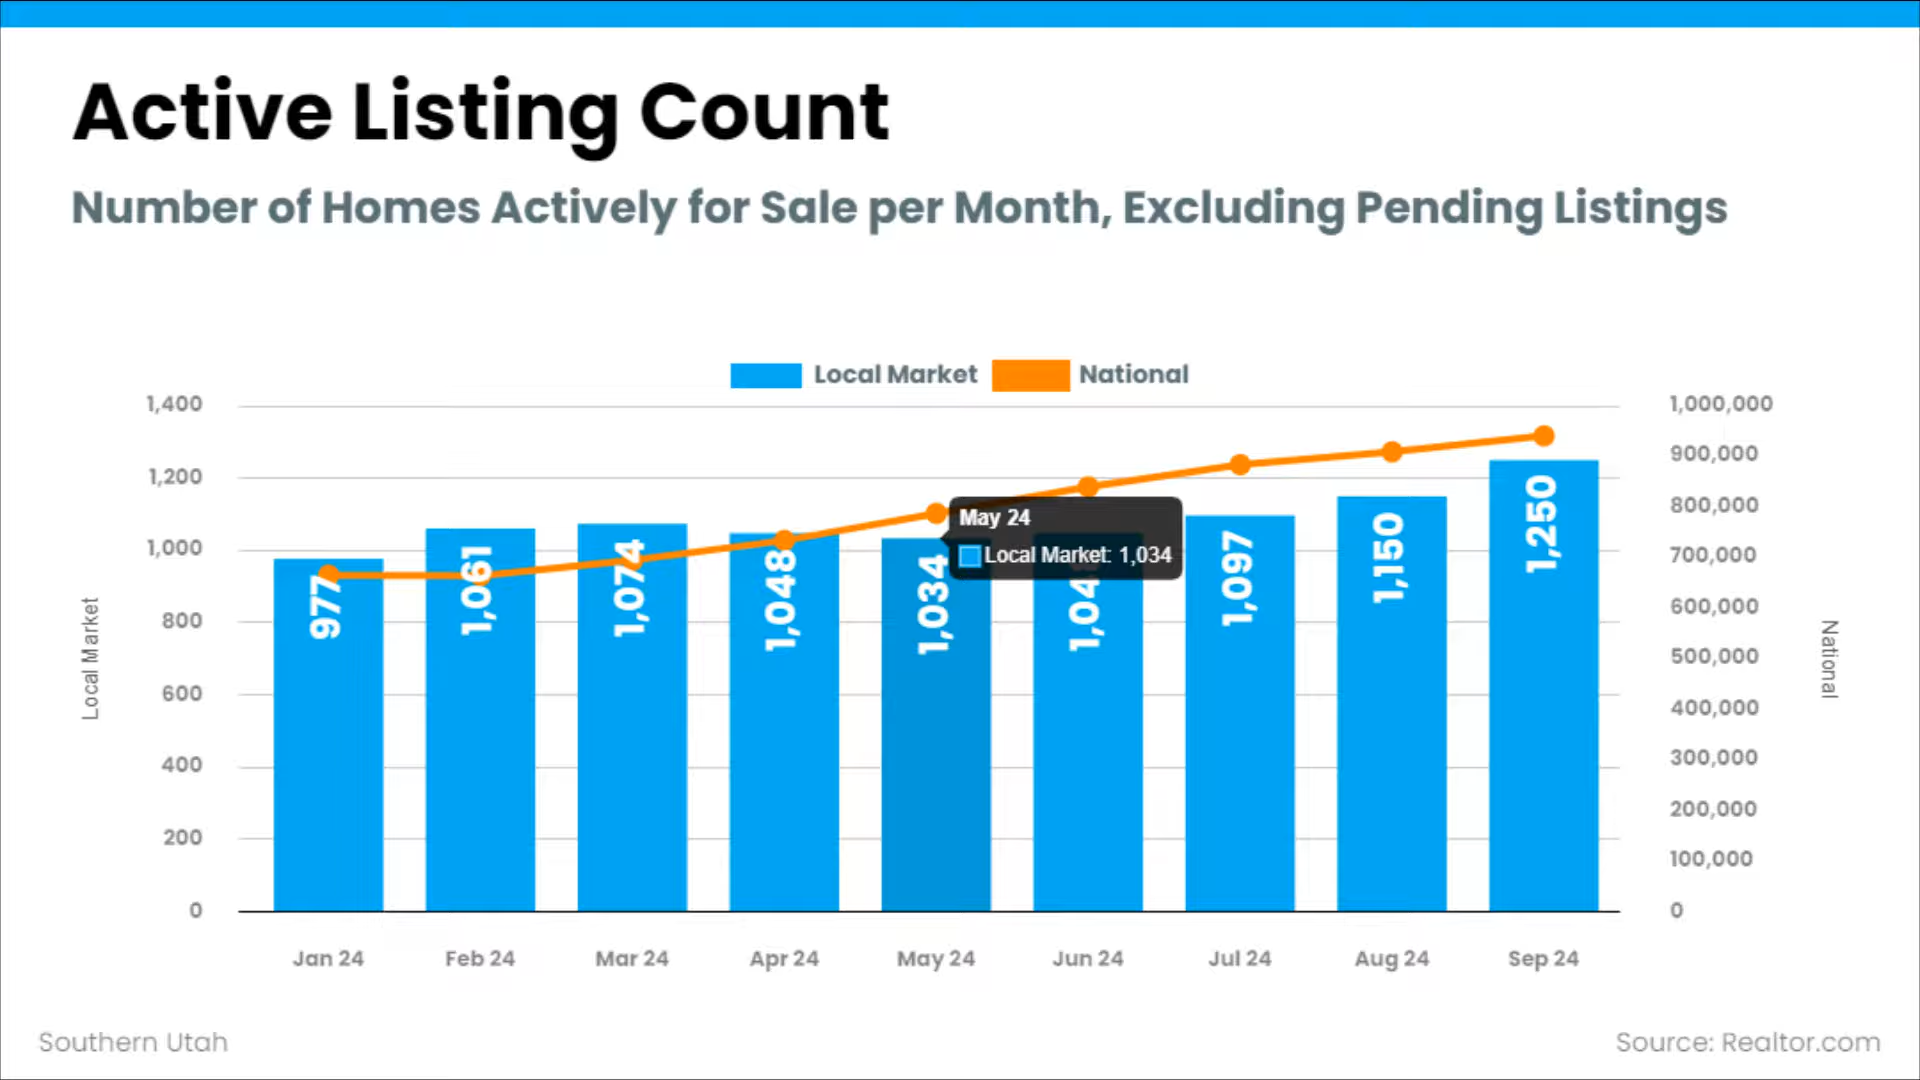 Active Listing Count
Number of Homes Actively for Sale per Month, Excluding Pending Listings
Local Market
National
1,400
1,200
1,000
800
600
400
200
0
Local Market
1,000,000
900,000
800,000
700,000
600,000
500,000
400,000
300,000
200,000
100,000
0
National
977
1,061
1,074
1,048
1,034
1,097
1,150
1,250
May 24
Local Market: 1,034
Jan 24
Feb 24
Mar 24
Apr 24
May 24
Jun 24
Jul 24
Aug 24
Sep 24
Southern Utah
Source: Realtor.com